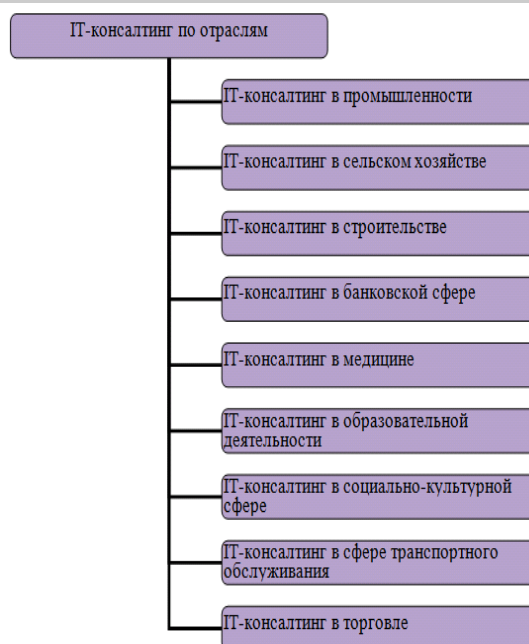 IT-консалтинг по отраслям
IT-консалтинг в промышленности
IT-консалтинг в сельском хозяйстве
IT-консалтинг в строительстве
IT-консалтинг в банковской сфере
IT-консалтинг в медицине
IT-консалтинг в образовательной
деятельности
IT-консалтинг в социально-культурной
сфере
IT-консалтинг в сфере транспортного
обслуживания
IT-консалтинг в торговле